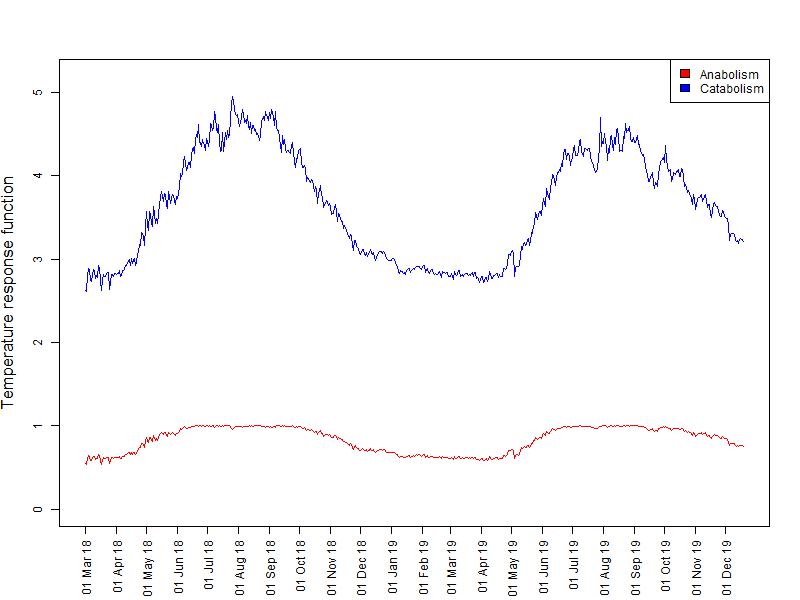 Anabolism
Catabolism
Temperature response function
5
4
3
2
1
0
01 Mar 18
01 Apr 18
01 May 18
01 Jun 18
01 Jul 18
01 Aug 18
01 Sep 18
01 Oct 18
01 Nov 18
01 Dec 18
01 Jan 19
01 Feb 19
01 Mar 19
01 Apr 19
01 May 19
01 Jun 19
01 Jul 19
01 Aug 19
01 Sep 19
01 Oct 19
01 Nov 19
01 Dec 19